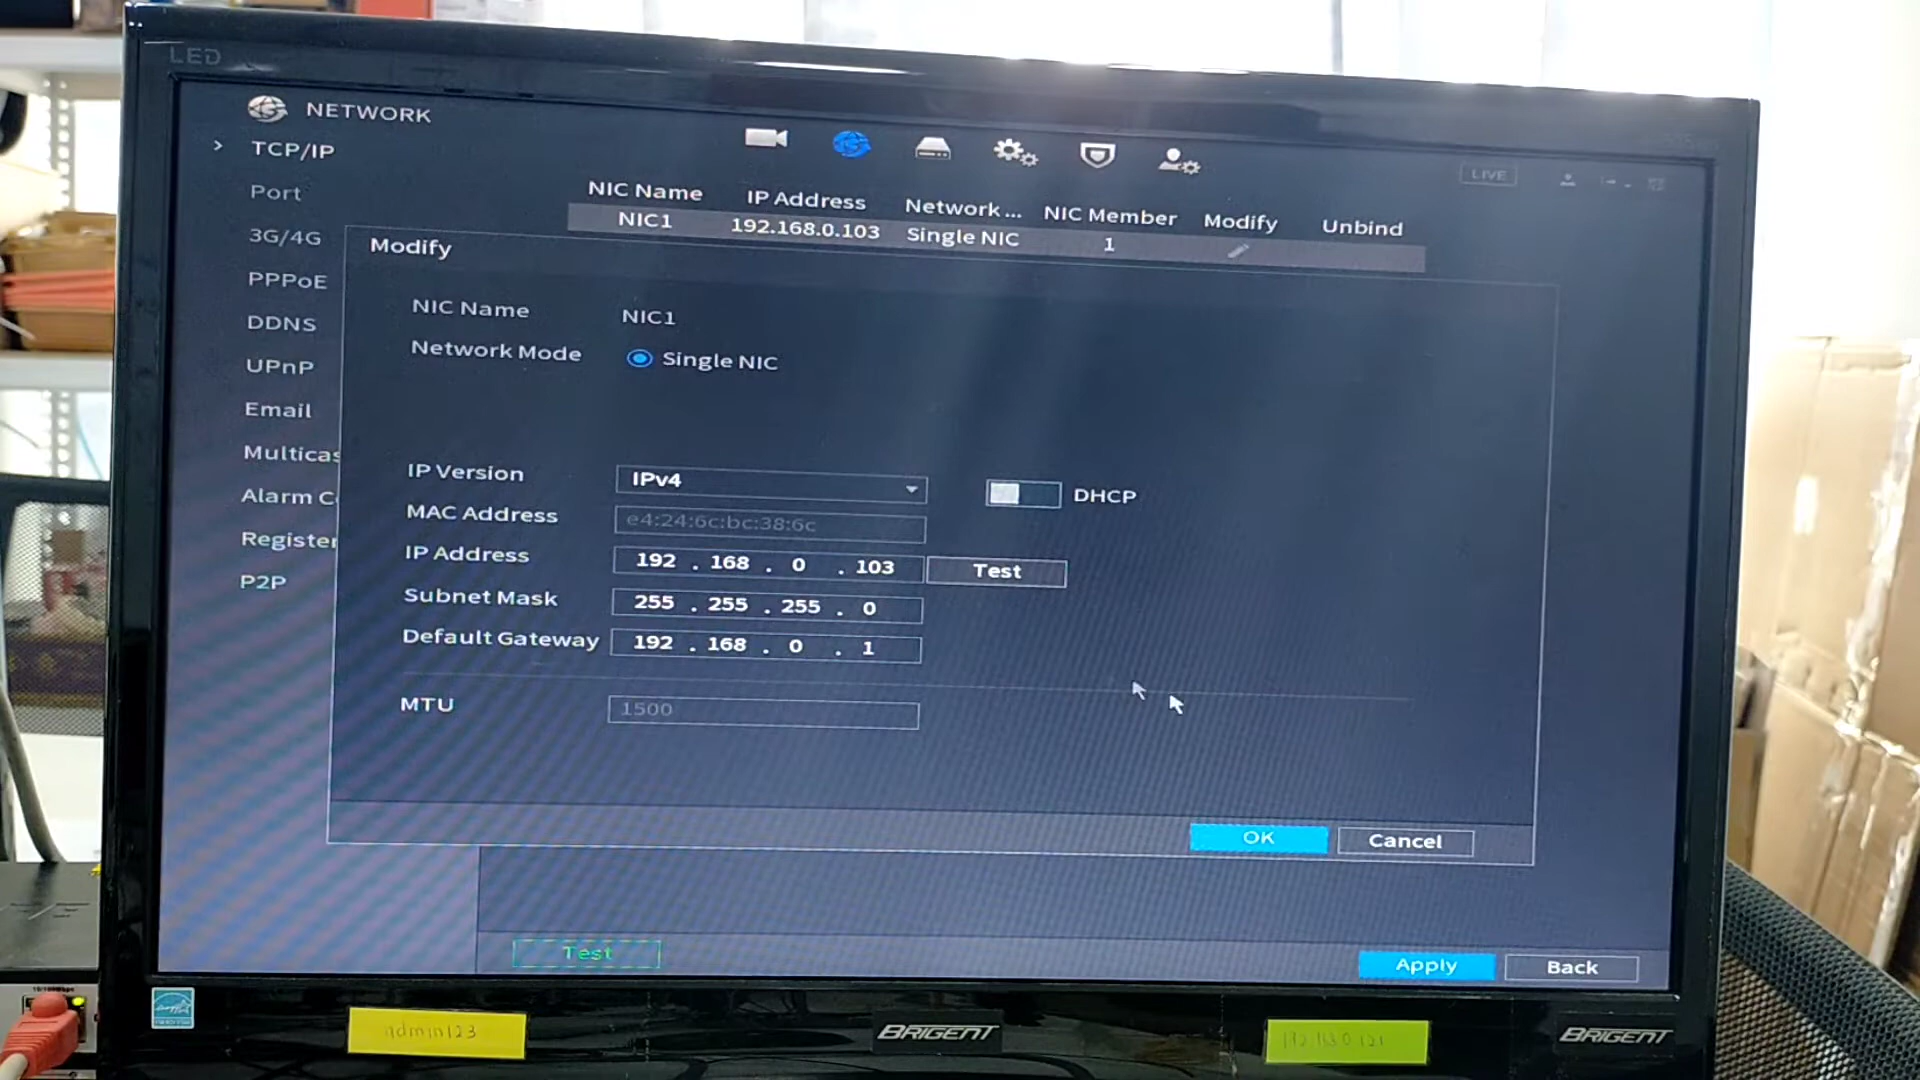 LED
NETWORK
LIVE
TCP/IP
Port
3G/4G
PPPoE
DDNS
UPnP
Email
Multicas
Alarm C
Register
P2P
NIC Name IP Address Network ... NIC Member Modify Unbind
NIC1 192.168.0.103 Single NIC 1
Modify
NIC Name NIC1
Network Mode Single NIC
IP Version IPv4 DHCP
MAC Address e4:24:6c:bc:38:6c
IP Address 192 . 168 . 0 . 103 Test
Subnet Mask 255 . 255 . 255 . 0
Default Gateway 192 . 168 . 0 . 1
MTU 1500
OK Cancel
Test Apply Back
admin123 BRIGENT BRIGENT